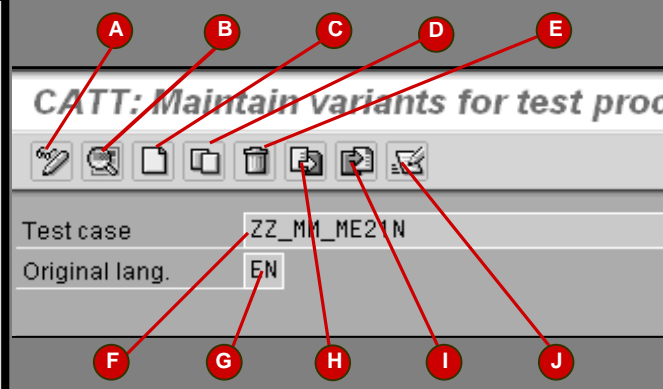 A B C D E
CATT: Maintain variants for test proc
Test case ZZ_MM_ME21N
Original lang. EN
F G H I J